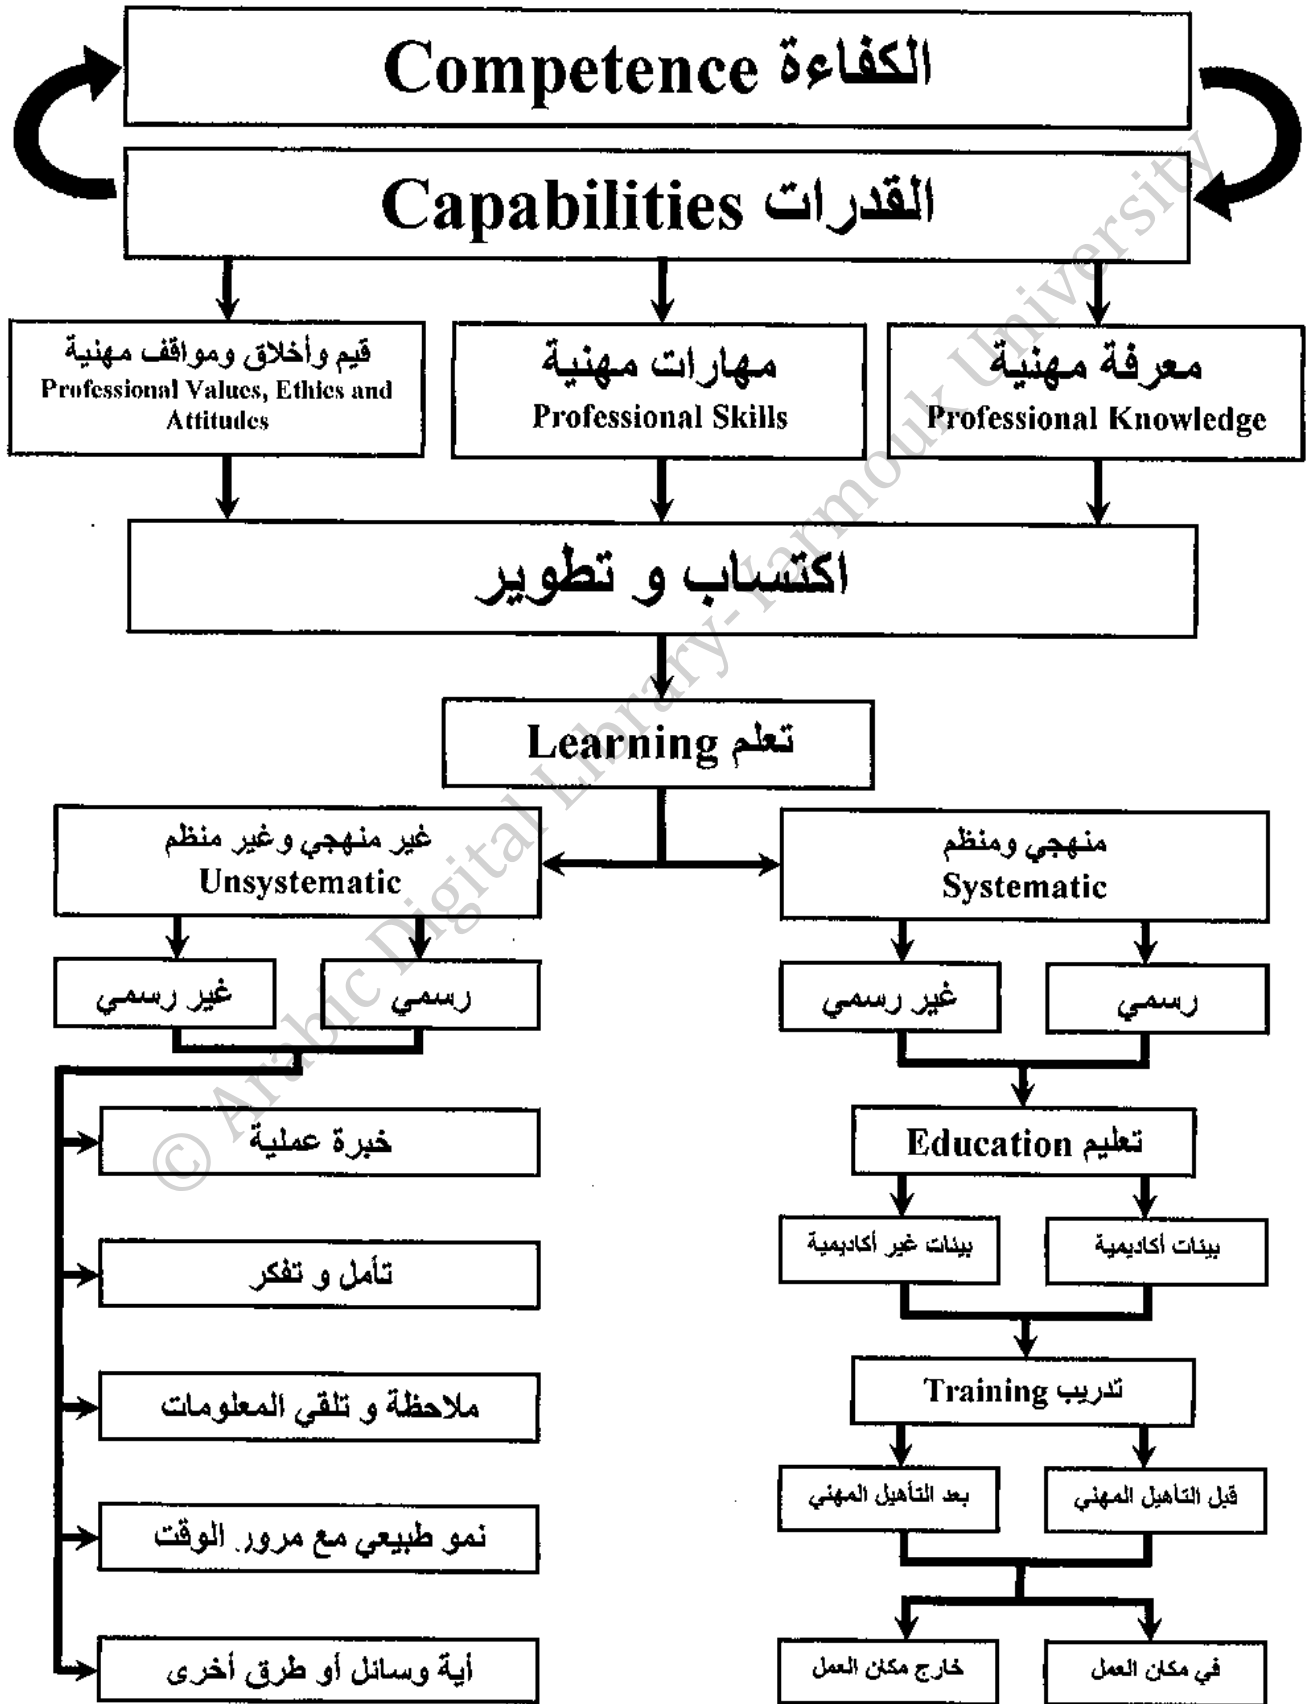 الكفاءة Competence
القدرات Capabilities
معرفة مهنية
Professional Knowledge
مهارات مهنية
Professional Skills
قيم وأخلاق ومواقف مهنية
Professional Values, Ethics and
Attitudes
اكتساب و تطوير
تعلم Learning
منهجي ومنظم
Systematic
رسمي
غير رسمي
تعليم Education
بيئات أكاديمية
بيئات غير أكاديمية
تدريب Training
قبل التأهيل المهني
بعد التأهيل المهني
في مكان العمل
خارج مكان العمل
غير منهجي وغير منظم
Unsystematic
رسمي
غير رسمي
خبرة عملية
تأمل و تفكر
ملاحظة و تلقي المعلومات
نمو طبيعي مع مرور الوقت
أية وسائل أو طرق أخرى
© Arabic Digital Library-Yarmouk University